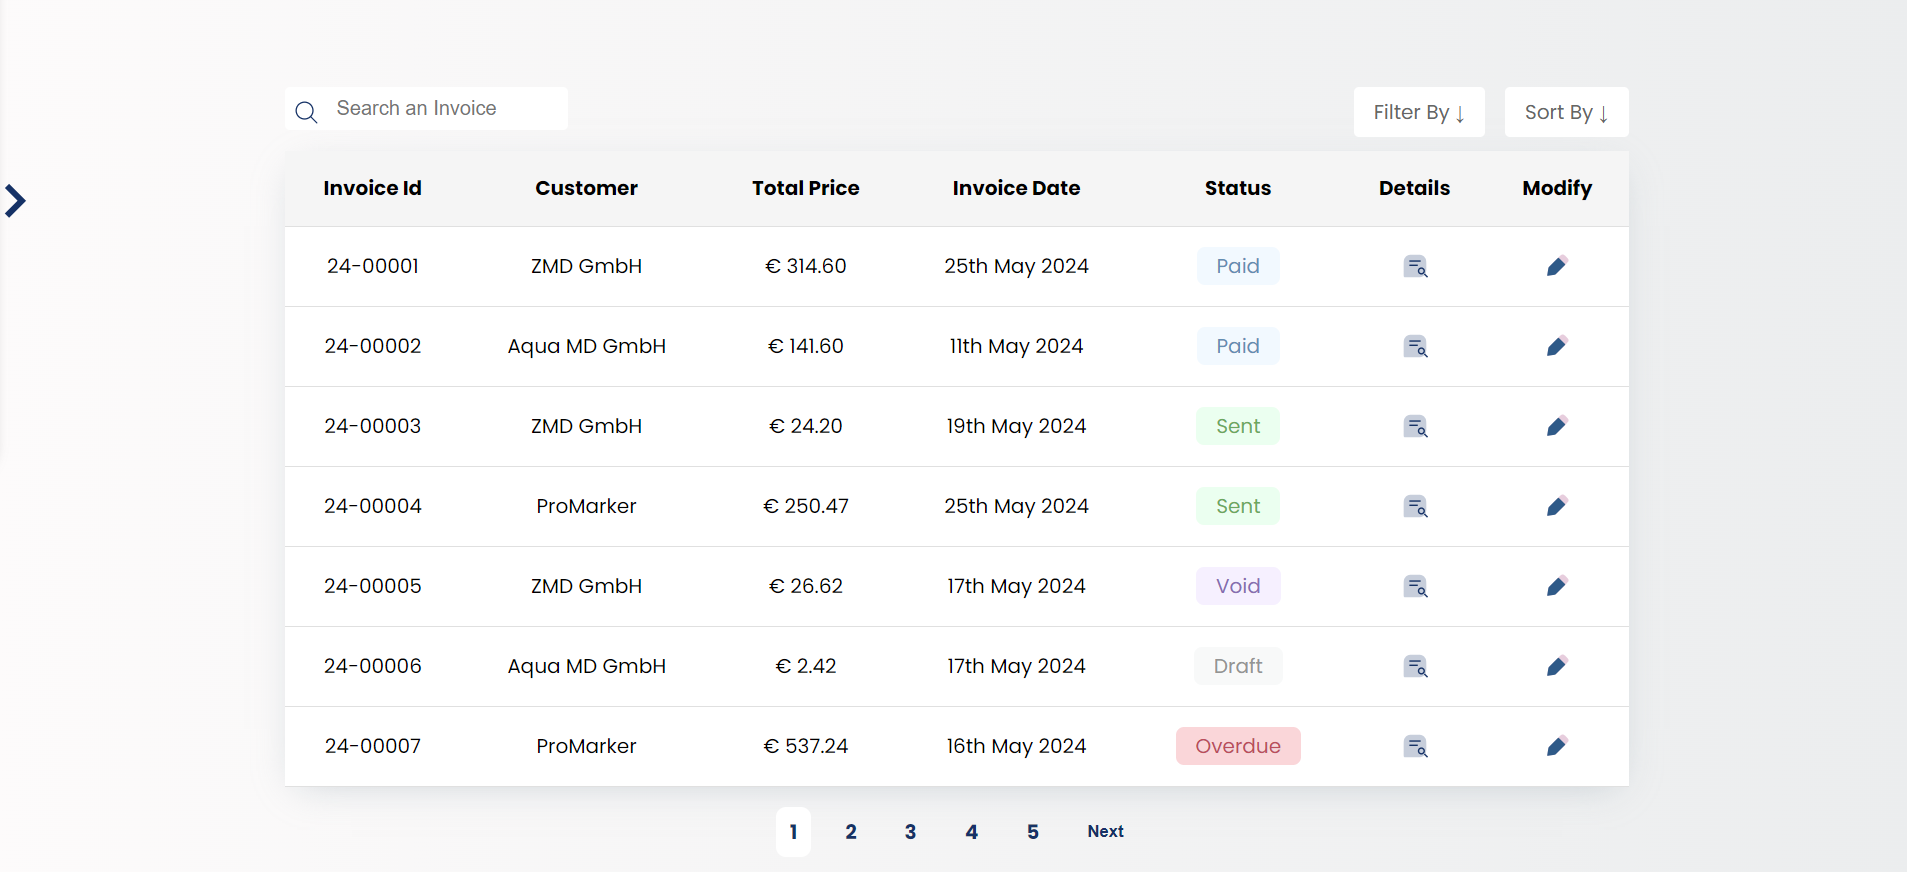 Search an Invoice
Filter By ↓ Sort By ↓
Invoice Id Customer Total Price Invoice Date Status Details Modify
24-00001 ZMD GmbH € 314.60 25th May 2024 Paid
24-00002 Aqua MD GmbH € 141.60 11th May 2024 Paid
24-00003 ZMD GmbH € 24.20 19th May 2024 Sent
24-00004 ProMarker € 250.47 25th May 2024 Sent
24-00005 ZMD GmbH € 26.62 17th May 2024 Void
24-00006 Aqua MD GmbH € 2.42 17th May 2024 Draft
24-00007 ProMarker € 537.24 16th May 2024 Overdue
1 2 3 4 5 Next